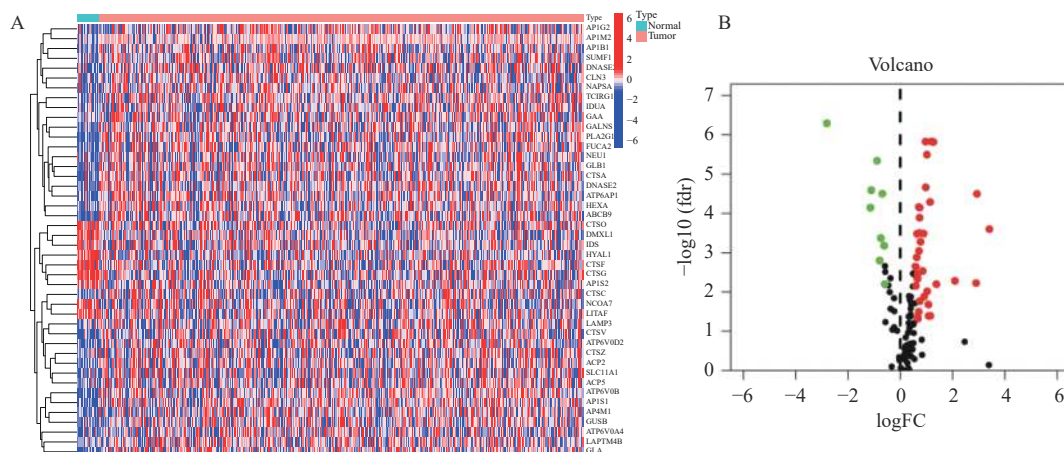 A
Type
AP1G2
AP1M2
AP1B1
SUMF1
DNASE2
CLN3
NAPSA
TCIRG1
IDUA
GAA
GALNS
PLA2G1
FUCA2
NEU1
GLB1
CTSA
DNASE2
ATP6AP1
HEXA
ABCB9
CTSO
DMXL1
IDS
HYAL1
CTSF
CTSG
AP1S2
CTSC
NCOA7
LITAF
LAMP3
CTSV
ATP6V0D2
CTSZ
ACP2
SLC11A1
ACP5
ATP6V0B
AP1S1
AP4M1
GUSB
ATP6V0A4
LAPTM4B
GLA
6
4
2
0
−2
−4
−6
Type
Normal
Tumor
B
Volcano
7
6
5
4
3
2
1
0
−log10 (fdr)
−6 −4 −2 0 2 4 6
logFC